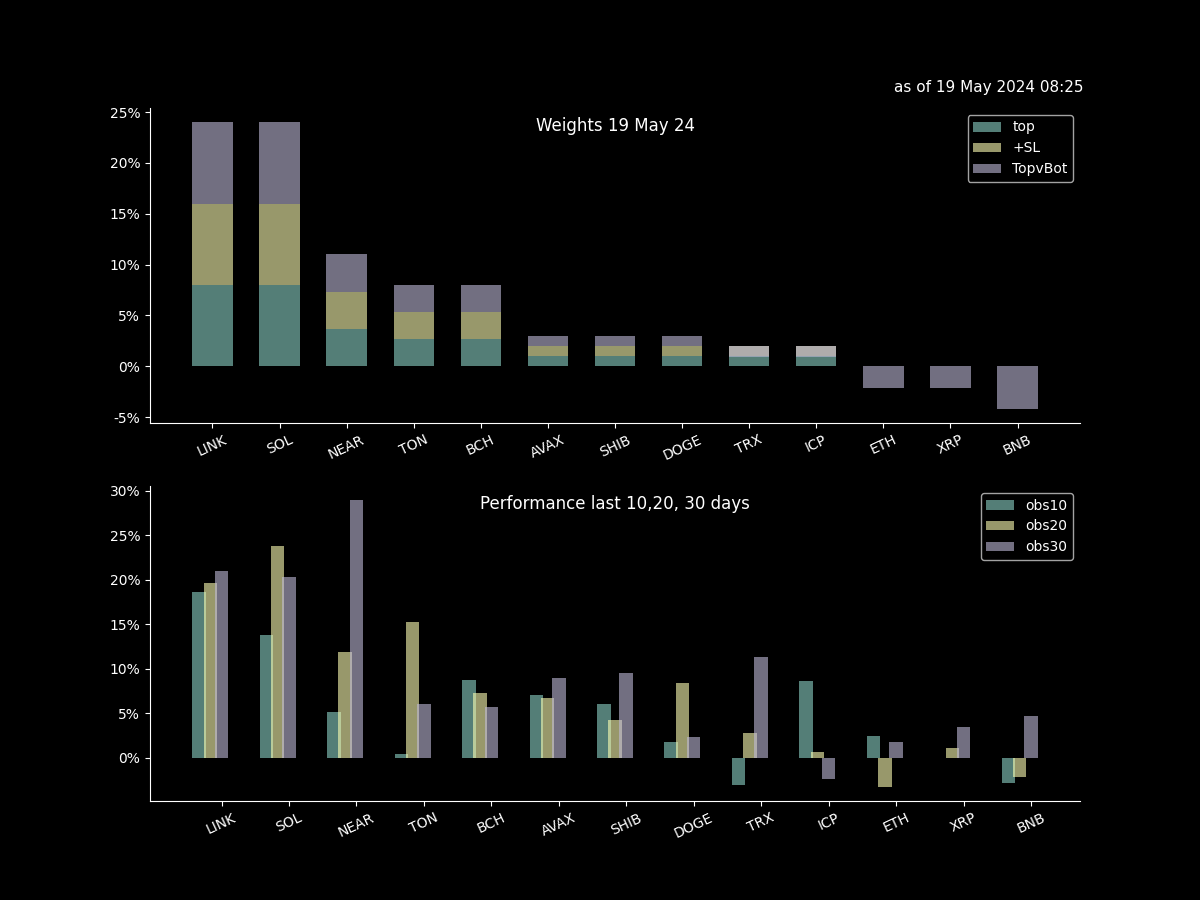 as of 19 May 2024 08:25
Weights 19 May 24
top
+SL
TopvBot
25%
20%
15%
10%
5%
0%
-5%
LINK SOL NEAR TON BCH AVAX SHIB DOGE TRX ICP ETH XRP BNB
Performance last 10,20, 30 days
obs10
obs20
obs30
30%
25%
20%
15%
10%
5%
0%
LINK SOL NEAR TON BCH AVAX SHIB DOGE TRX ICP ETH XRP BNB